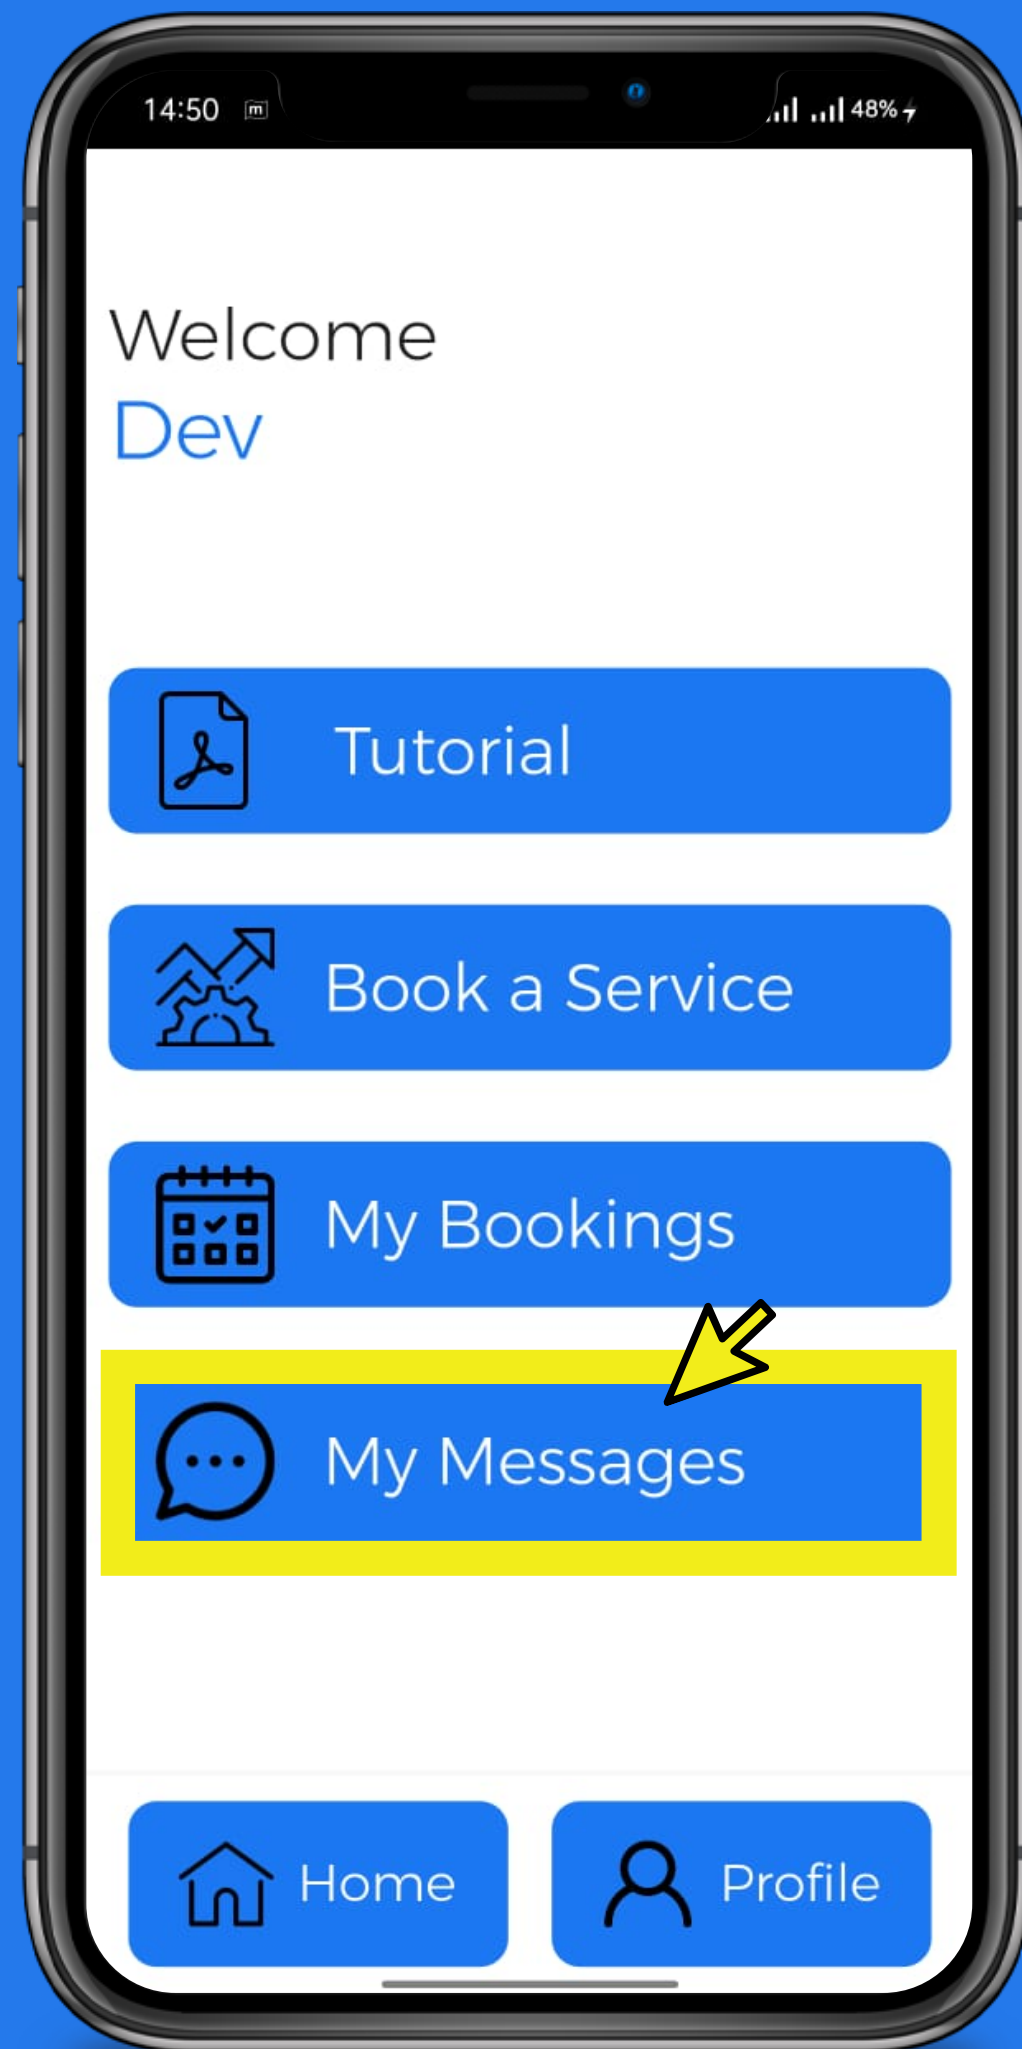 14:50 m
48%
Welcome
Dev
Tutorial
Book a Service
My Bookings
My Messages
Home
Profile